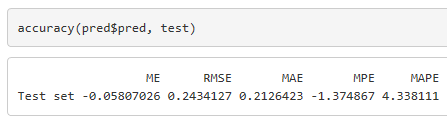 accuracy(pred$pred, test)
ME RMSE MAE MPE MAPE
Test set -0.05807026 0.2434127 0.2126423 -1.374867 4.338111